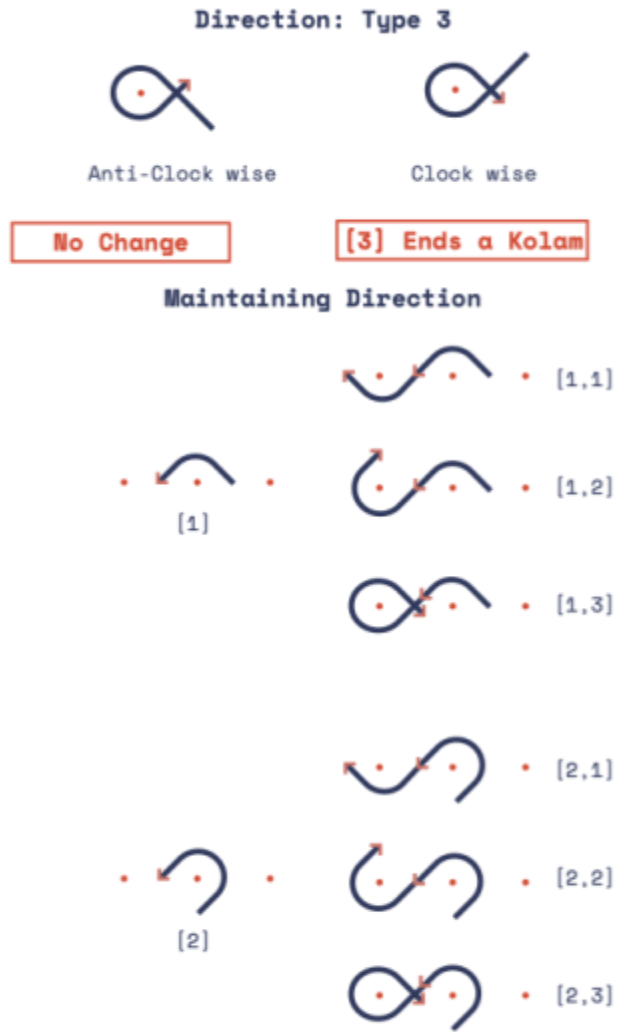 Direction: Type 3
Anti-Clock wise
Clock wise
No Change
[3] Ends a Kolam
Maintaining Direction
[1,1]
[1,2]
[1]
[1,3]
[2,1]
[2,2]
[2]
[2,3]